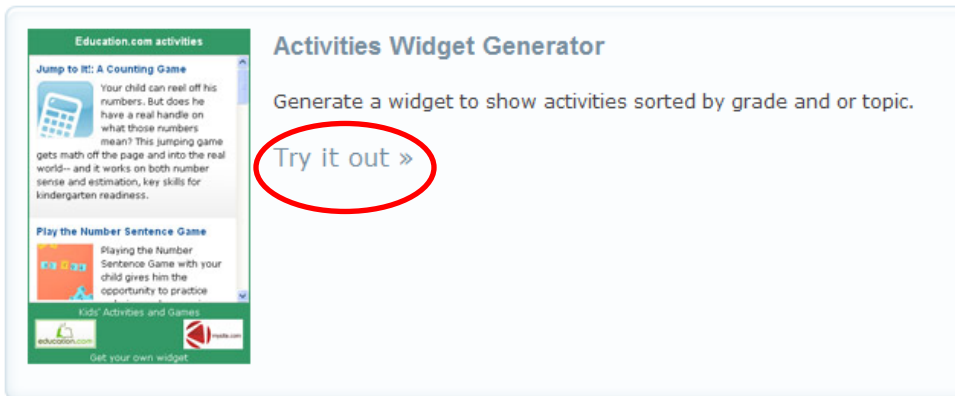 Education.com activities
Jump to It!: A Counting Game
Your child can reel off his
numbers. But does he
have a real handle on
what those numbers
mean? This jumping game
gets math off the page and into the real
world-- and it works on both number
sense and estimation, key skills for
kindergarten readiness.
Play the Number Sentence Game
Playing the Number
Sentence Game with your
child gives him the
opportunity to practice
Kids' Activities and Games
education.com
mysite.com
Get your own widget
Activities Widget Generator
Generate a widget to show activities sorted by grade and or topic.
Try it out »